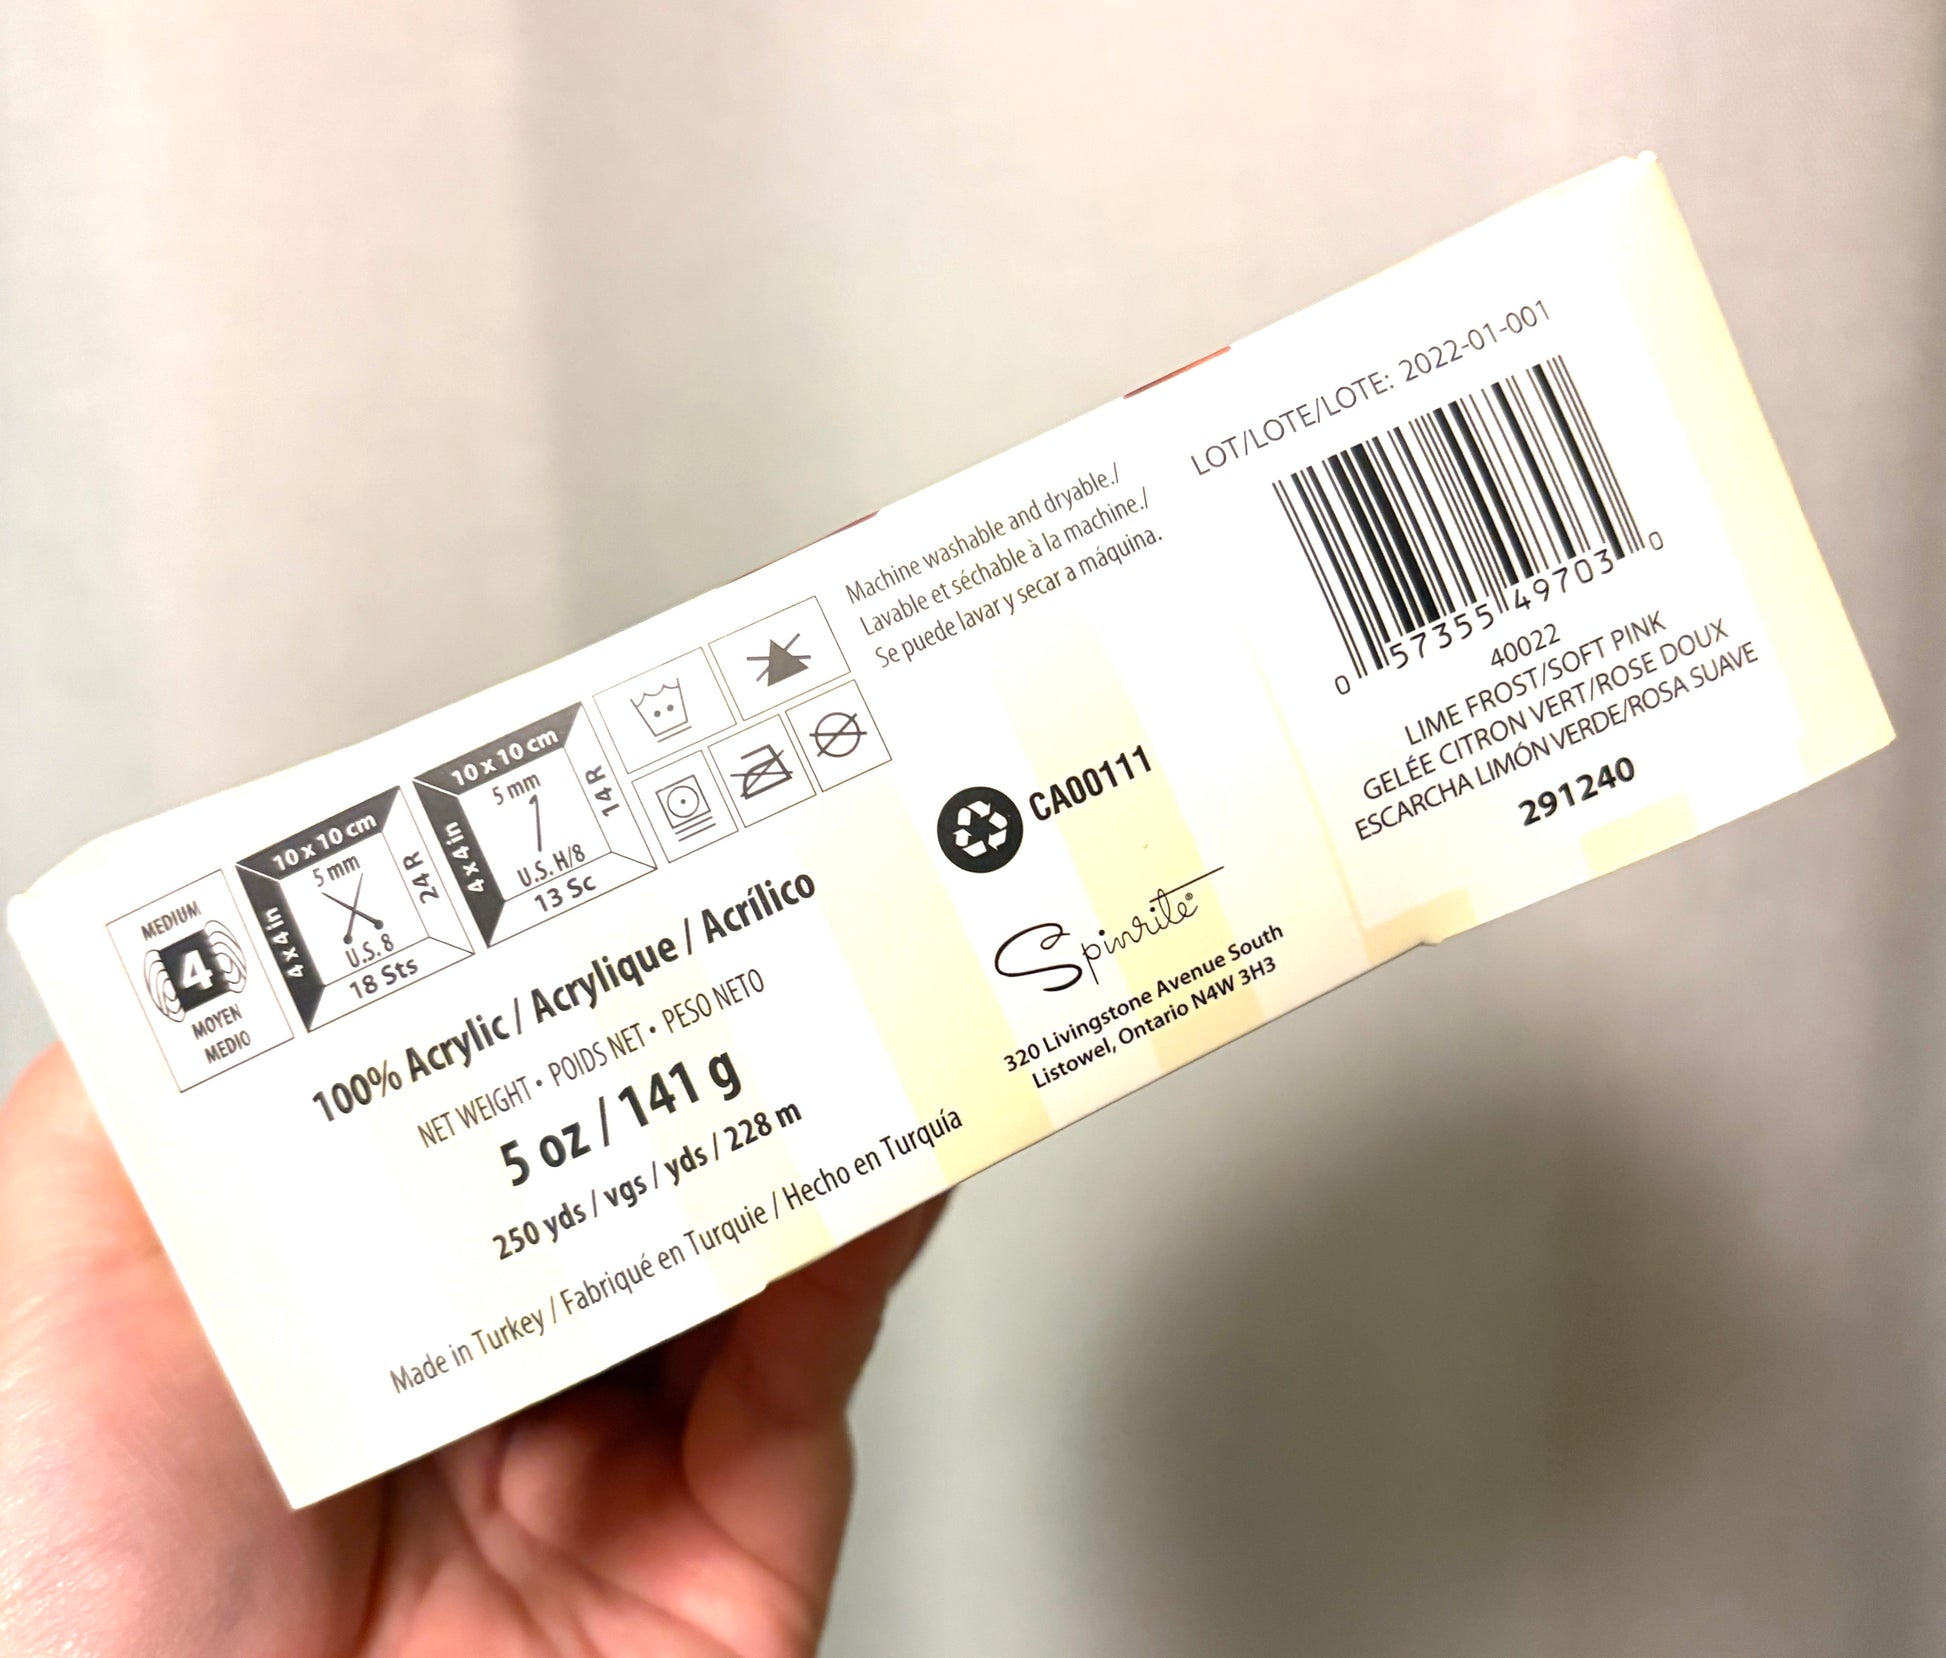 MEDIUM
4
MOYEN
MEDIO
10 x 10 cm
4 x 4 in
5 mm
24 R
U.S. 8
18 Sts
10 x 10 cm
4 x 4 in
5 mm
14 R
U.S. H/8
13 Sc
Machine washable and dryable./
Lavable et séchable à la machine./
Se puede lavar y secar a máquina.
100% Acrylic / Acrylique / Acrílico
NET WEIGHT • POIDS NET • PESO NETO
5 oz / 141 g
250 yds / vgs / yds / 228 m
Made in Turkey / Fabriqué en Turquie / Hecho en Turquía
CA00111
Spinrite®
320 Livingstone Avenue South
Listowel, Ontario N4W 3H3
LOT/LOTE/LOTE: 2022-01-001
0 57355 49703 0
40022
LIME FROST/SOFT PINK
GELÉE CITRON VERT/ROSE DOUX
ESCARCHA LIMÓN VERDE/ROSA SUAVE
291240